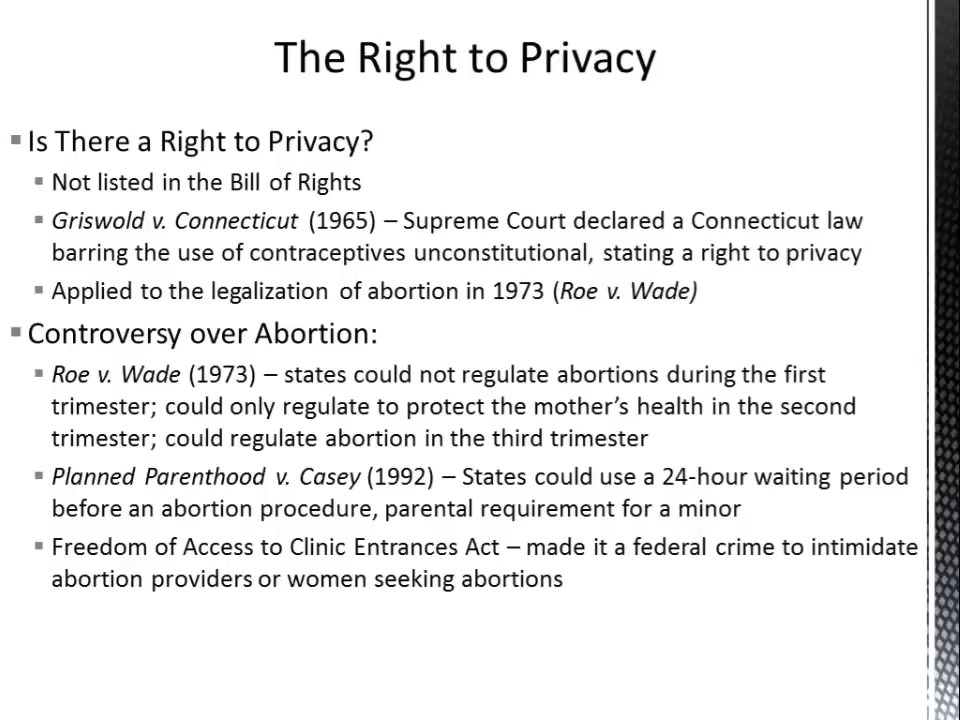 The Right to Privacy
Is There a Right to Privacy?
Not listed in the Bill of Rights
Griswold v. Connecticut (1965) – Supreme Court declared a Connecticut law
barring the use of contraceptives unconstitutional, stating a right to privacy
Applied to the legalization of abortion in 1973 (Roe v. Wade)
Controversy over Abortion:
Roe v. Wade (1973) – states could not regulate abortions during the first
trimester; could only regulate to protect the mother’s health in the second
trimester; could regulate abortion in the third trimester
Planned Parenthood v. Casey (1992) – States could use a 24-hour waiting period
before an abortion procedure, parental requirement for a minor
Freedom of Access to Clinic Entrances Act – made it a federal crime to intimidate
abortion providers or women seeking abortions